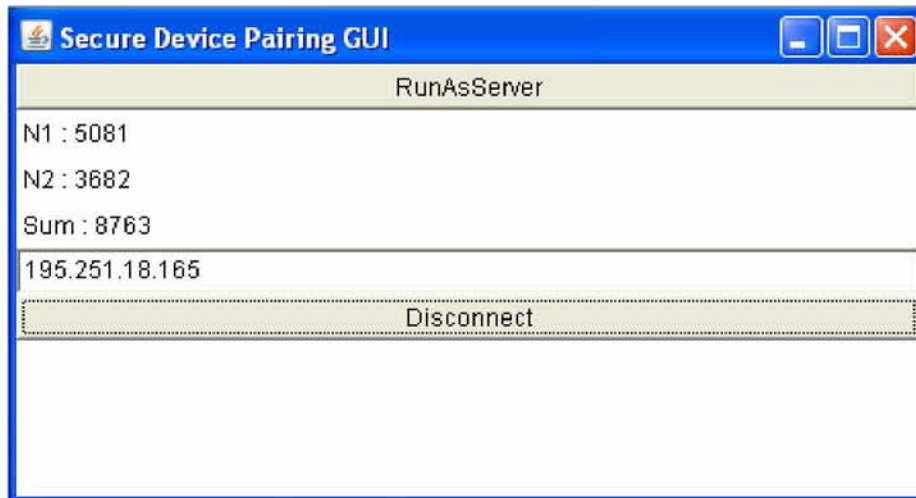 Secure Device Pairing GUI
RunAsServer
N1 : 5081
N2 : 3682
Sum : 8763
195.251.18.165
Disconnect